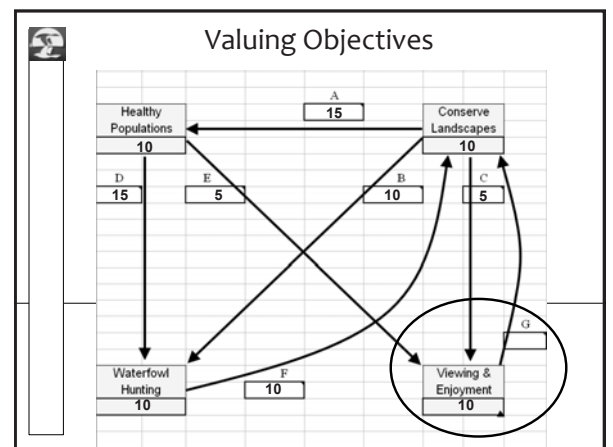 Valuing Objectives
A
15
Healthy
Populations
10
Conserve
Landscapes
10
D
15
E
5
B
10
C
5
G
Waterfowl
Hunting
10
F
10
Viewing &
Enjoyment
10